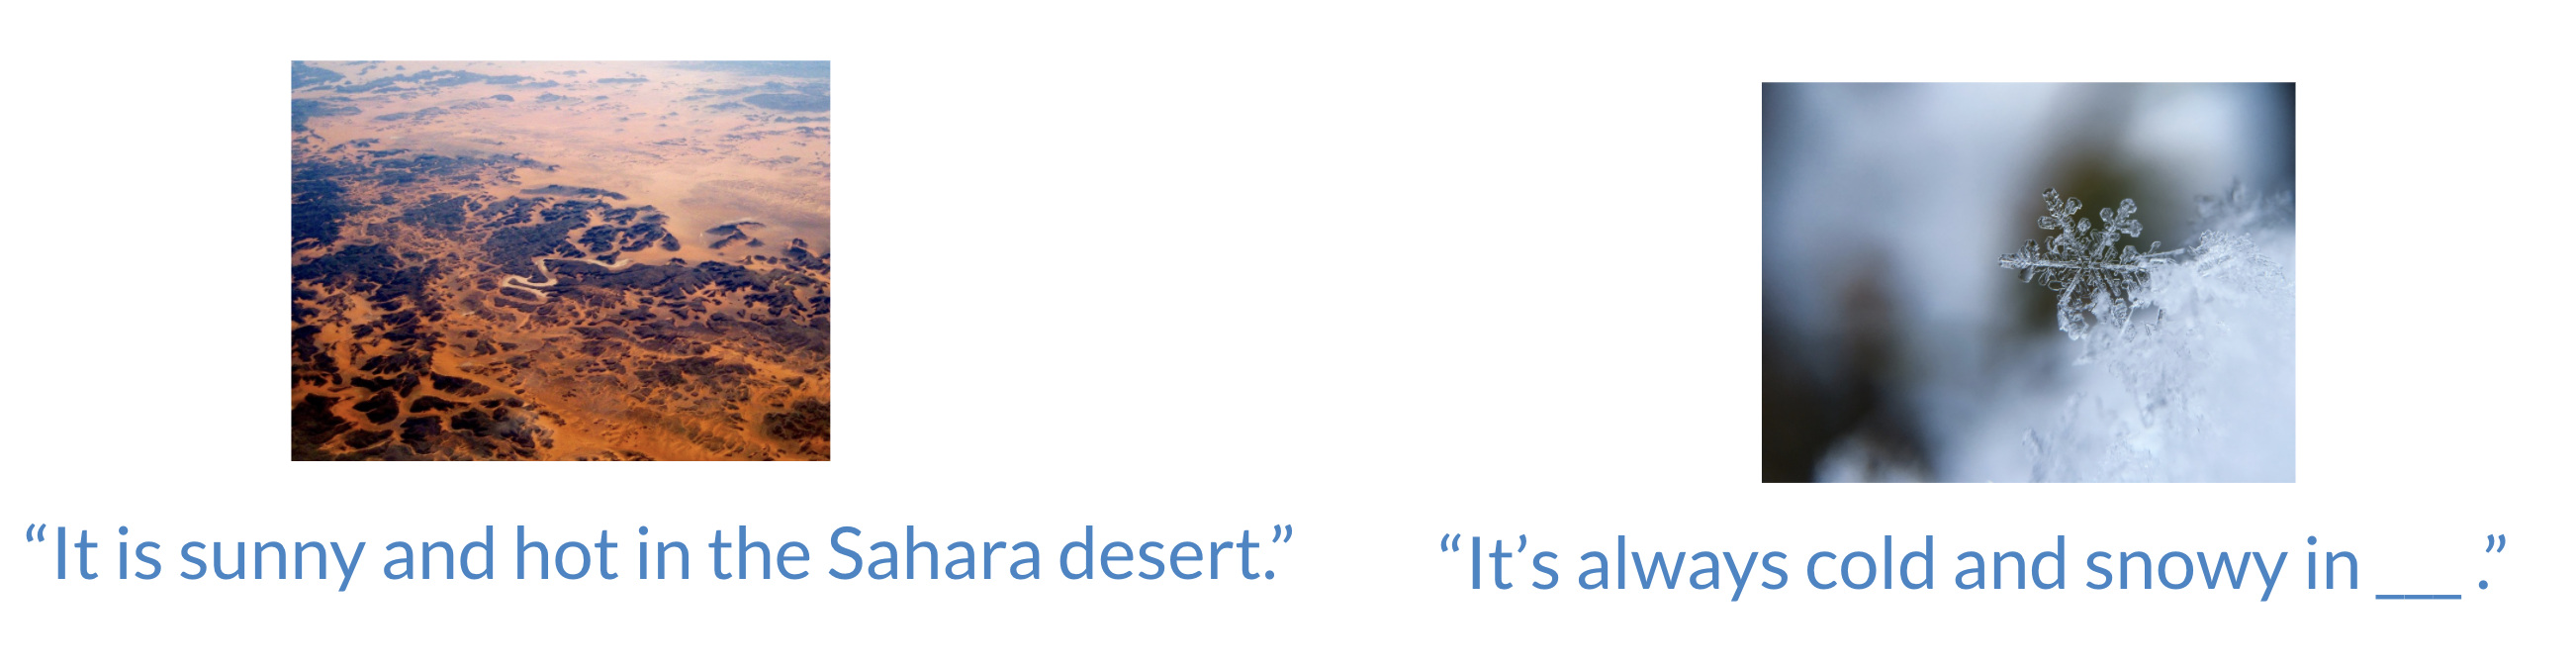 “It is sunny and hot in the Sahara desert.”
“It’s always cold and snowy in ___ .”